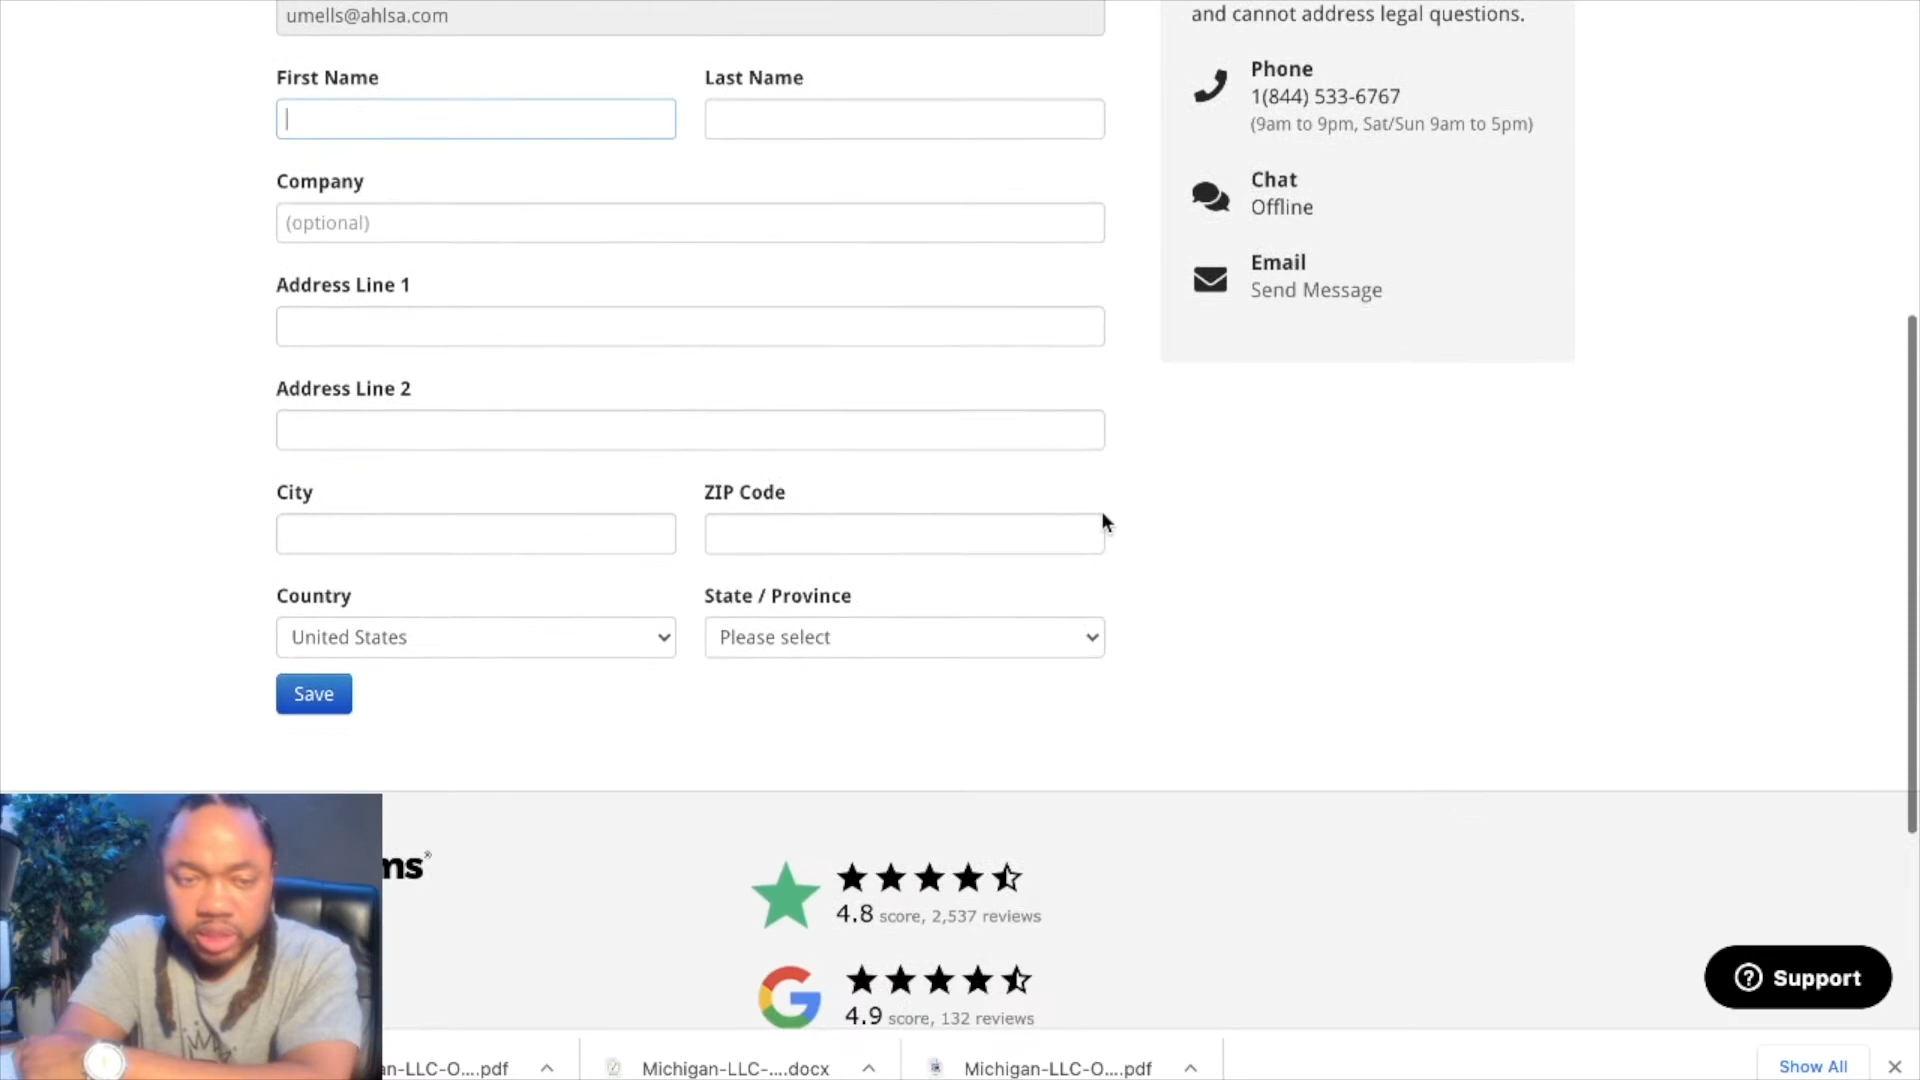 umells@ahlsa.com
and cannot address legal questions.
First Name
Last Name
Phone
1(844) 533-6767
(9am to 9pm, Sat/Sun 9am to 5pm)
Company
(optional)
Chat
Offline
Address Line 1
Email
Send Message
Address Line 2
City
ZIP Code
Country
State / Province
United States
Please select
Save
ms®
4.8 score, 2,537 reviews
G
4.9 score, 132 reviews
? Support
an-LLC-O....pdf
Michigan-LLC-....docx
Michigan-LLC-O....pdf
Show All